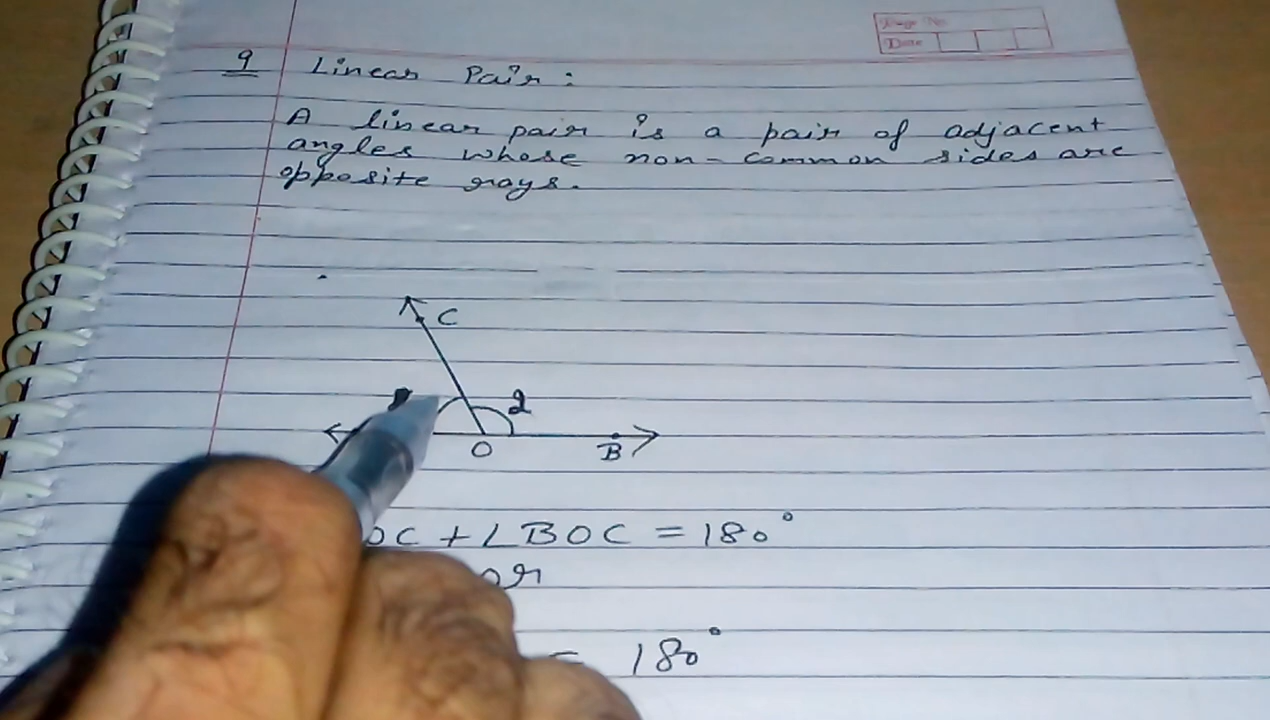 Page No.
Date
9 Linear Pair:
A linear pair is a pair of adjacent
angles whose non-common sides are
opposite rays.
C
2
O
B
OC + ∠BOC = 180°
or
= 180°